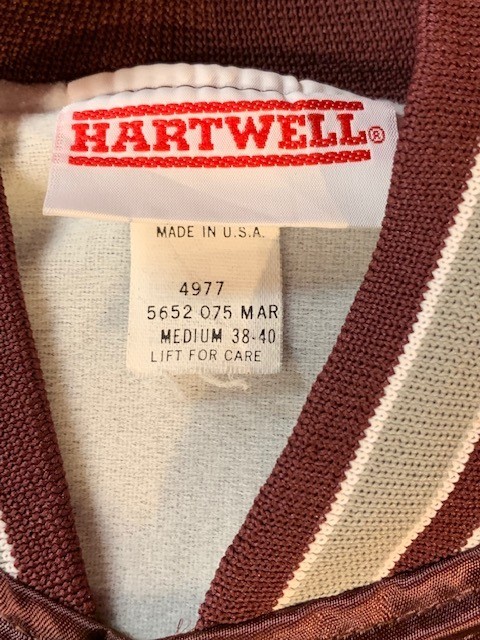 HARTWELL®
MADE IN U.S.A.
4977
5652 075 MAR
MEDIUM 38-40
LIFT FOR CARE